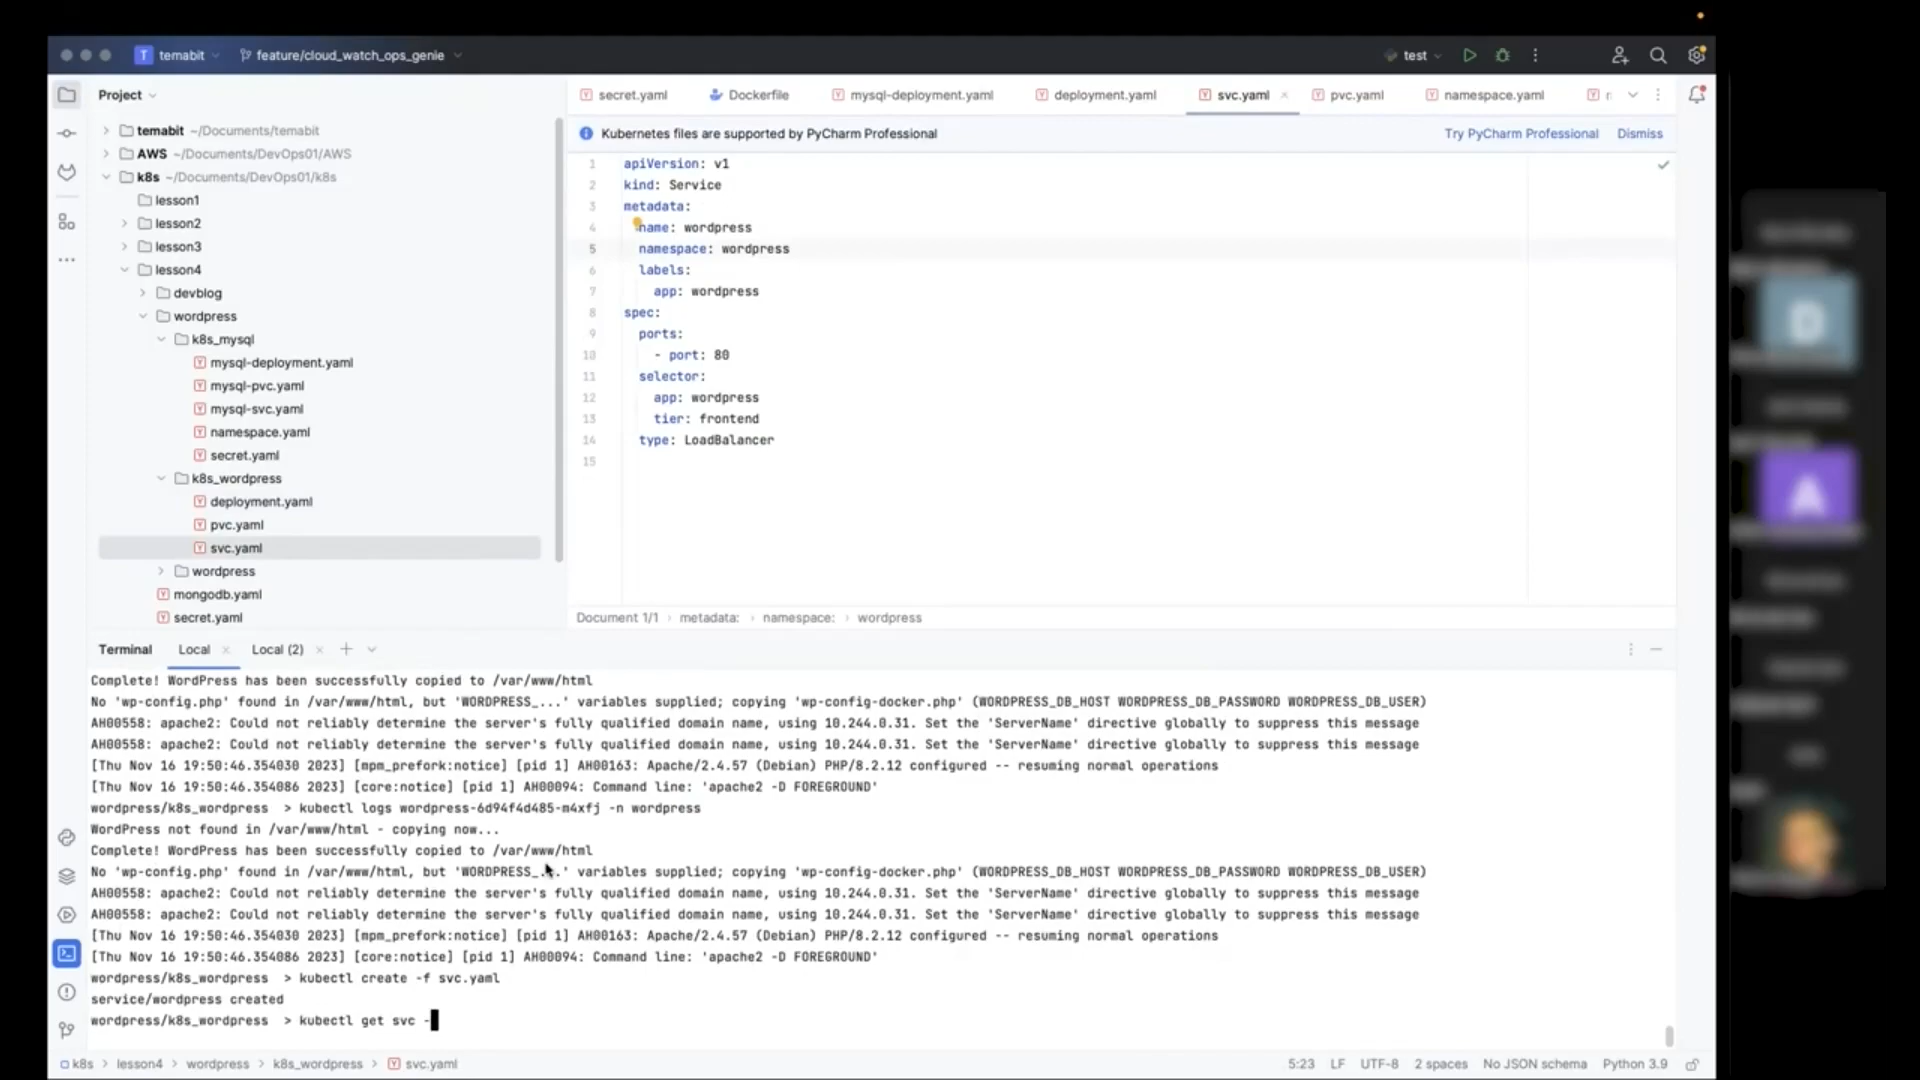 T temabit
feature/cloud_watch_ops_genie
test
Project
secret.yaml
Dockerfile
mysql-deployment.yaml
deployment.yaml
svc.yaml
pvc.yaml
namespace.yaml
Kubernetes files are supported by PyCharm Professional
Try PyCharm Professional
Dismiss
temabit ~/Documents/temabit
AWS ~/Documents/DevOps01/AWS
k8s ~/Documents/DevOps01/k8s
lesson1
lesson2
lesson3
lesson4
devblog
wordpress
k8s_mysql
mysql-deployment.yaml
mysql-pvc.yaml
mysql-svc.yaml
namespace.yaml
secret.yaml
k8s_wordpress
deployment.yaml
pvc.yaml
svc.yaml
wordpress
mongodb.yaml
secret.yaml
1 apiVersion: v1
2 kind: Service
3 metadata:
4 name: wordpress
5 namespace: wordpress
6 labels:
7 app: wordpress
8 spec:
9 ports:
10 - port: 80
11 selector:
12 app: wordpress
13 tier: frontend
14 type: LoadBalancer
15
Document 1/1 › metadata: › namespace: › wordpress
Terminal
Local
Local (2)
Complete! WordPress has been successfully copied to /var/www/html
No 'wp-config.php' found in /var/www/html, but 'WORDPRESS_...' variables supplied; copying 'wp-config-docker.php' (WORDPRESS_DB_HOST WORDPRESS_DB_PASSWORD WORDPRESS_DB_USER)
AH00558: apache2: Could not reliably determine the server's fully qualified domain name, using 10.244.0.31. Set the 'ServerName' directive globally to suppress this message
AH00558: apache2: Could not reliably determine the server's fully qualified domain name, using 10.244.0.31. Set the 'ServerName' directive globally to suppress this message
[Thu Nov 16 19:50:46.354030 2023] [mpm_prefork:notice] [pid 1] AH00163: Apache/2.4.57 (Debian) PHP/8.2.12 configured -- resuming normal operations
[Thu Nov 16 19:50:46.354086 2023] [core:notice] [pid 1] AH00094: Command line: 'apache2 -D FOREGROUND'
wordpress/k8s_wordpress > kubectl logs wordpress-6d94f4d485-m4xfj -n wordpress
WordPress not found in /var/www/html - copying now...
Complete! WordPress has been successfully copied to /var/www/html
No 'wp-config.php' found in /var/www/html, but 'WORDPRESS_...' variables supplied; copying 'wp-config-docker.php' (WORDPRESS_DB_HOST WORDPRESS_DB_PASSWORD WORDPRESS_DB_USER)
AH00558: apache2: Could not reliably determine the server's fully qualified domain name, using 10.244.0.31. Set the 'ServerName' directive globally to suppress this message
AH00558: apache2: Could not reliably determine the server's fully qualified domain name, using 10.244.0.31. Set the 'ServerName' directive globally to suppress this message
[Thu Nov 16 19:50:46.354030 2023] [mpm_prefork:notice] [pid 1] AH00163: Apache/2.4.57 (Debian) PHP/8.2.12 configured -- resuming normal operations
[Thu Nov 16 19:50:46.354086 2023] [core:notice] [pid 1] AH00094: Command line: 'apache2 -D FOREGROUND'
wordpress/k8s_wordpress > kubectl create -f svc.yaml
service/wordpress created
wordpress/k8s_wordpress > kubectl get svc -
k8s › lesson4 › wordpress › k8s_wordpress › svc.yaml
5:23 LF UTF-8 2 spaces No JSON schema Python 3.9
D
A